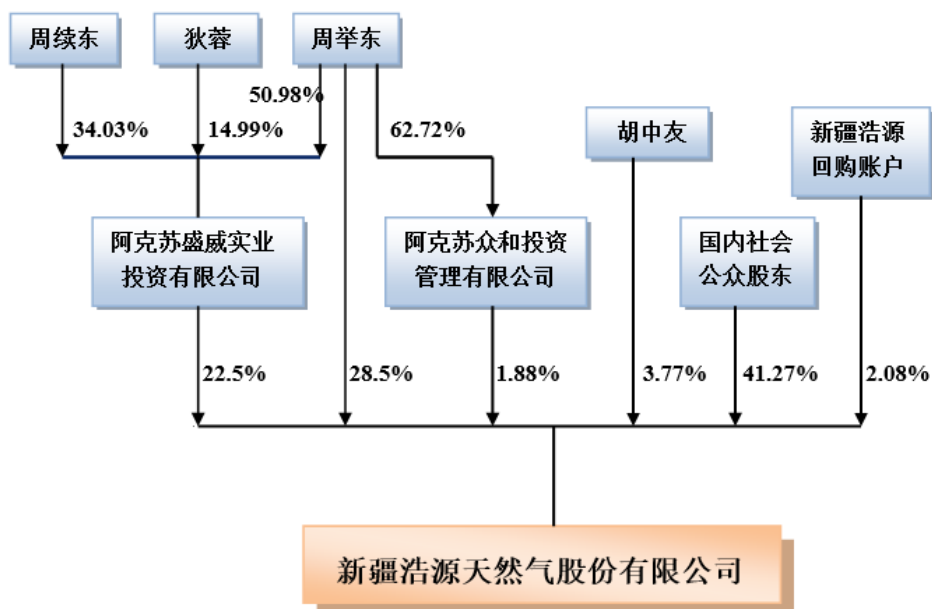 周续东
狄蓉
周举东
34.03%
14.99%
50.98%
62.72%
胡中友
新疆浩源
回购账户
阿克苏盛威实业
投资有限公司
阿克苏众和投资
管理有限公司
国内社会
公众股东
22.5%
28.5%
1.88%
3.77%
41.27%
2.08%
新疆浩源天然气股份有限公司